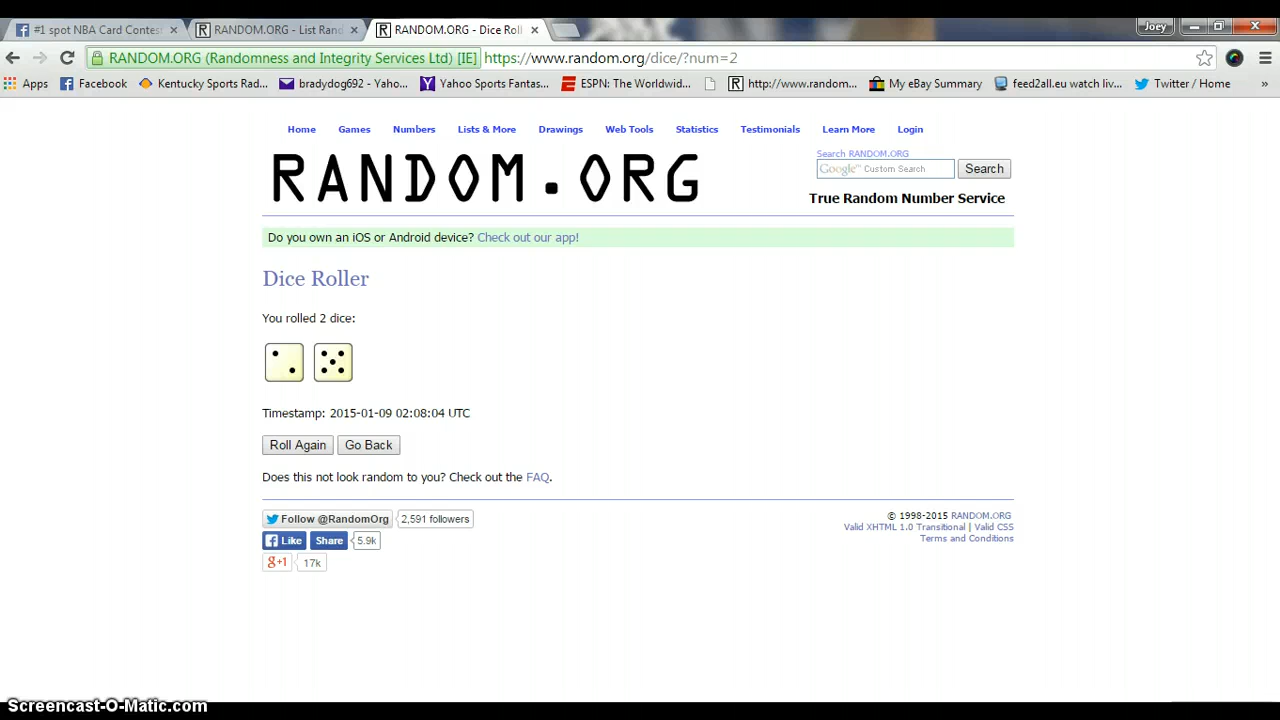 #1 spot NBA Card Contest
RANDOM.ORG - List Rand
RANDOM.ORG - Dice Roll
Joey
RANDOM.ORG (Randomness and Integrity Services Ltd) [IE]
https://www.random.org/dice/?num=2
Apps
Facebook
Kentucky Sports Rad...
bradydog692 - Yaho...
Yahoo Sports Fantas...
ESPN: The Worldwid...
http://www.random...
My eBay Summary
feed2all.eu watch liv...
Twitter / Home
»
Home Games Numbers Lists & More Drawings Web Tools Statistics Testimonials Learn More Login
Search RANDOM.ORG
RANDOM.ORG
Google™ Custom Search
Search
True Random Number Service
Do you own an iOS or Android device? Check out our app!
Dice Roller
You rolled 2 dice:
Timestamp: 2015-01-09 02:08:04 UTC
Roll Again
Go Back
Does this not look random to you? Check out the FAQ.
Follow @RandomOrg
2,591 followers
© 1998-2015 RANDOM.ORG
Valid XHTML 1.0 Transitional | Valid CSS
Terms and Conditions
Like
Share
5.9k
g+1
17k
Screencast-O-Matic.com